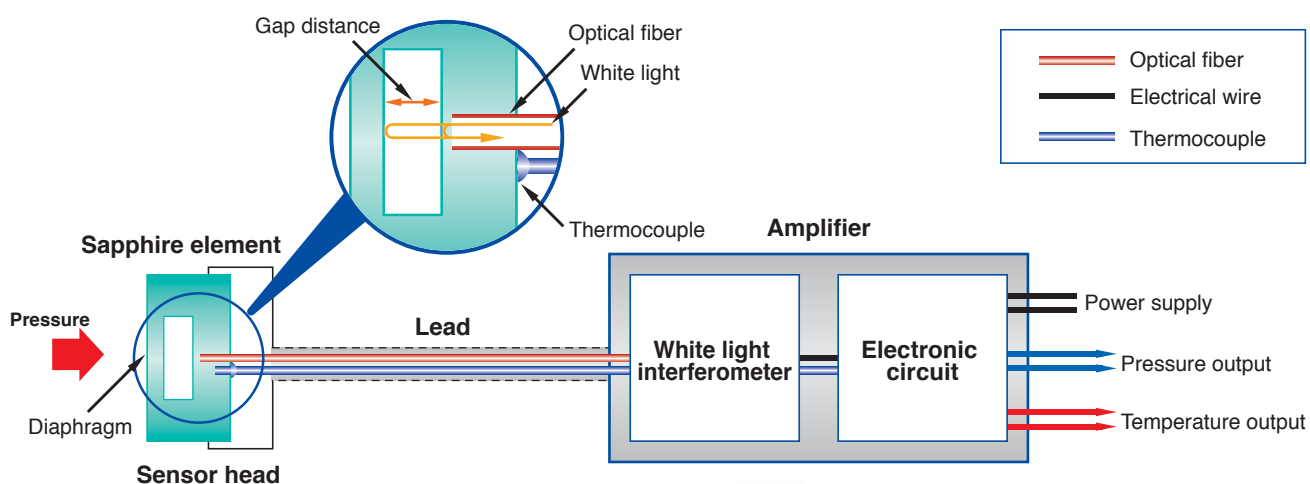 Gap distance
Optical fiber
White light
Thermocouple
Optical fiber
Electrical wire
Thermocouple
Sapphire element
Pressure
Diaphragm
Sensor head
Lead
Amplifier
White light
interferometer
Electronic
circuit
Power supply
Pressure output
Temperature output